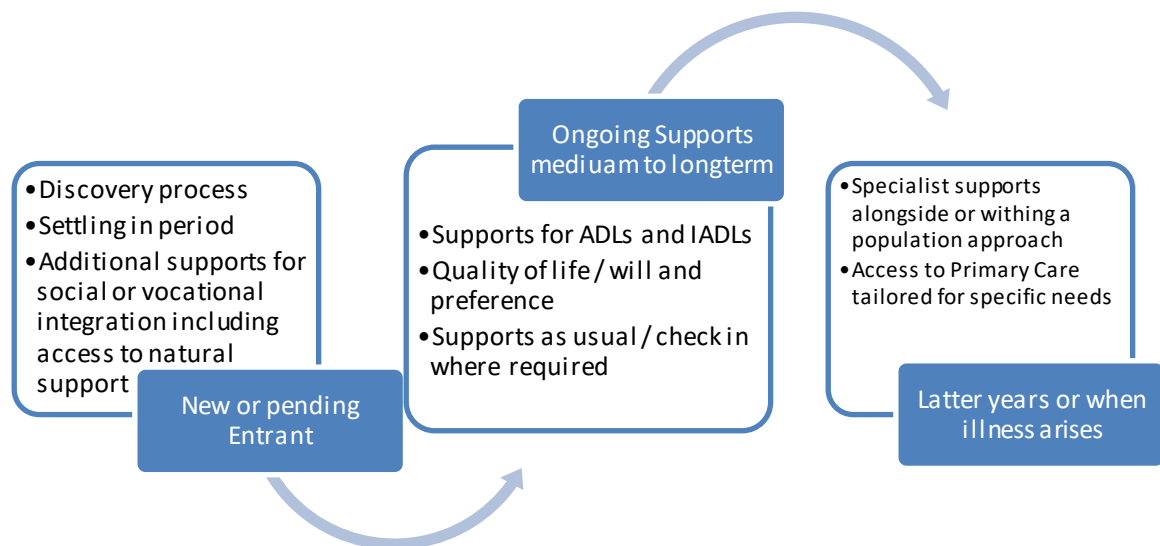 •Discovery process
•Settling in period
•Additional supports for
social or vocational
integration including
access to natural
support
New or pending
Entrant
Ongoing Supports
mediuam to longterm
•Supports for ADLs and IADLs
•Quality of life / will and
preference
•Supports as usual / check in
where required
•Specialist supports
alongside or withing a
population approach
•Access to Primary Care
tailored for specific needs
Latter years or when
illness arises